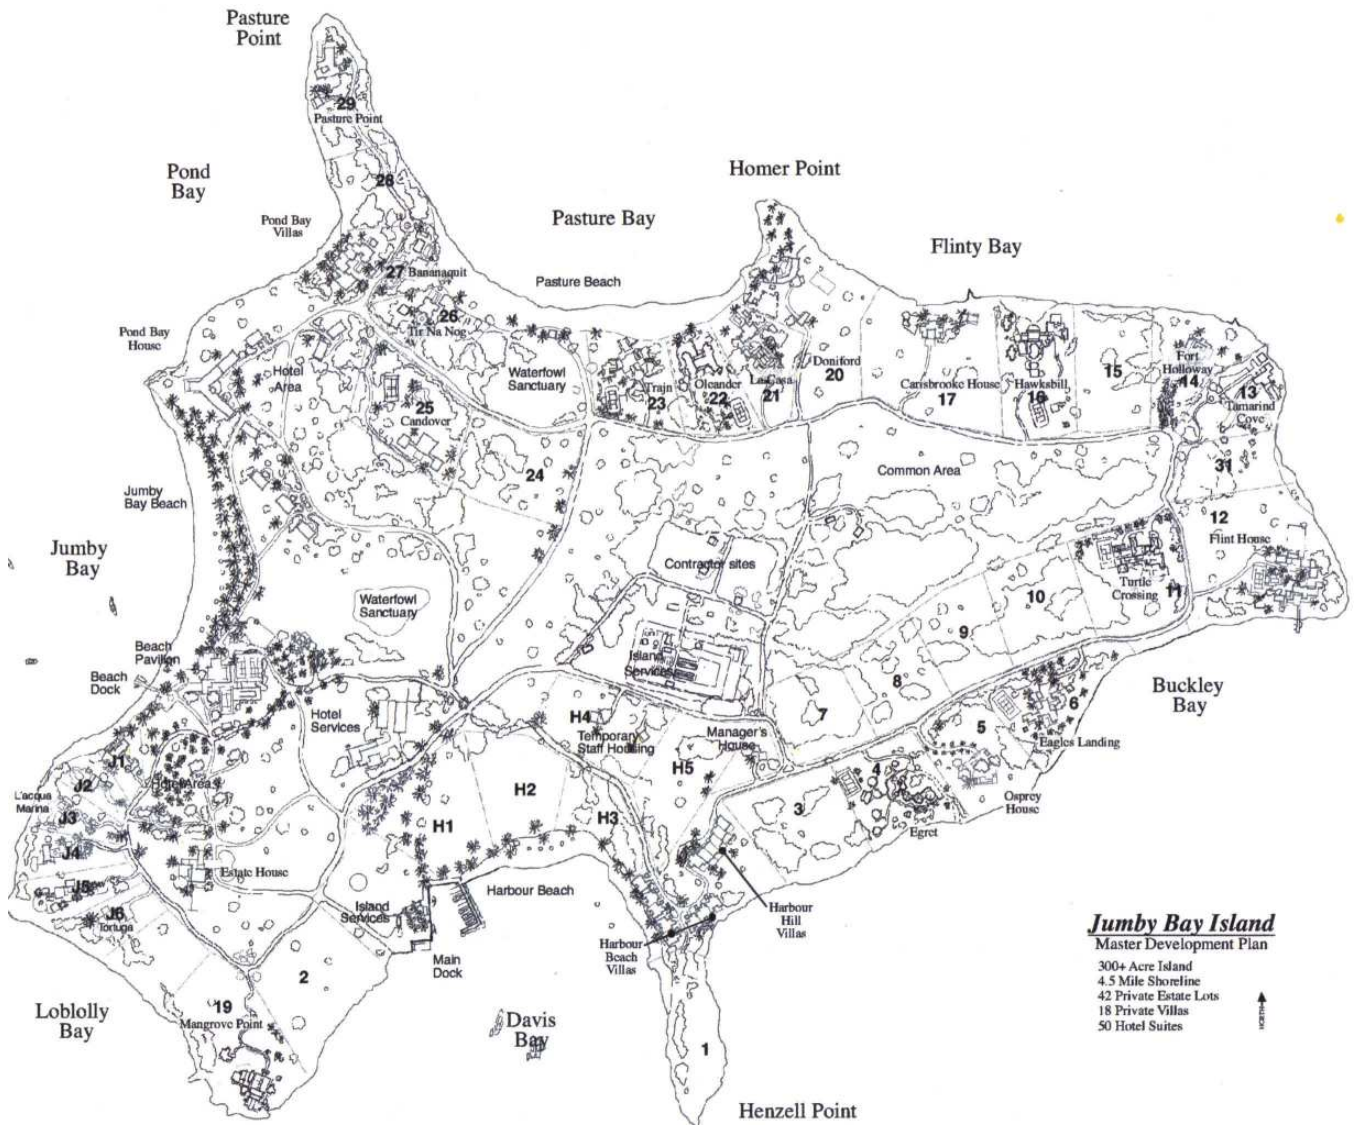 Pasture
Point
29
Pasture Point
Pond
Bay
28
Homer Point
Pond Bay
Villas
Pasture Bay
Flinty Bay
27 Bananaquit
Pasture Beach
26
Tir Na Nog
Pond Bay
House
Hotel
Area
Waterfowl
Sanctuary
25
Candover
24
Trajn
23
Oleander
22
La Casa
21
Doniford
20
Carisbrooke House
17
Hawksbill
16
15
Fort
Holloway
14
13
Tamarind
Cove
31
Common Area
12
Flint House
Jumby
Bay Beach
Jumby
Bay
Contractor sites
Turtle
Crossing
11
10
9
8
7
Waterfowl
Sanctuary
Beach
Pavilion
Beach
Dock
Island
Services
Hotel
Services
H4
Temporary
Staff Housing
Manager's
House
H5
Buckley
Bay
6
5
Eagles Landing
Osprey
House
4
Egret
3
J1
J2
Hotel Area
L'acqua
Marina
J3
J4
J5
J6
Tortuga
Estate House
H1
H2
H3
Harbour Beach
Island
Services
Main
Dock
Harbour
Hill
Villas
Harbour
Beach
Villas
2
19
Mangrove Point
Loblolly
Bay
Davis
Bay
1
Henzell Point
Jumby Bay Island
Master Development Plan
300+ Acre Island
4.5 Mile Shoreline
42 Private Estate Lots
18 Private Villas
50 Hotel Suites